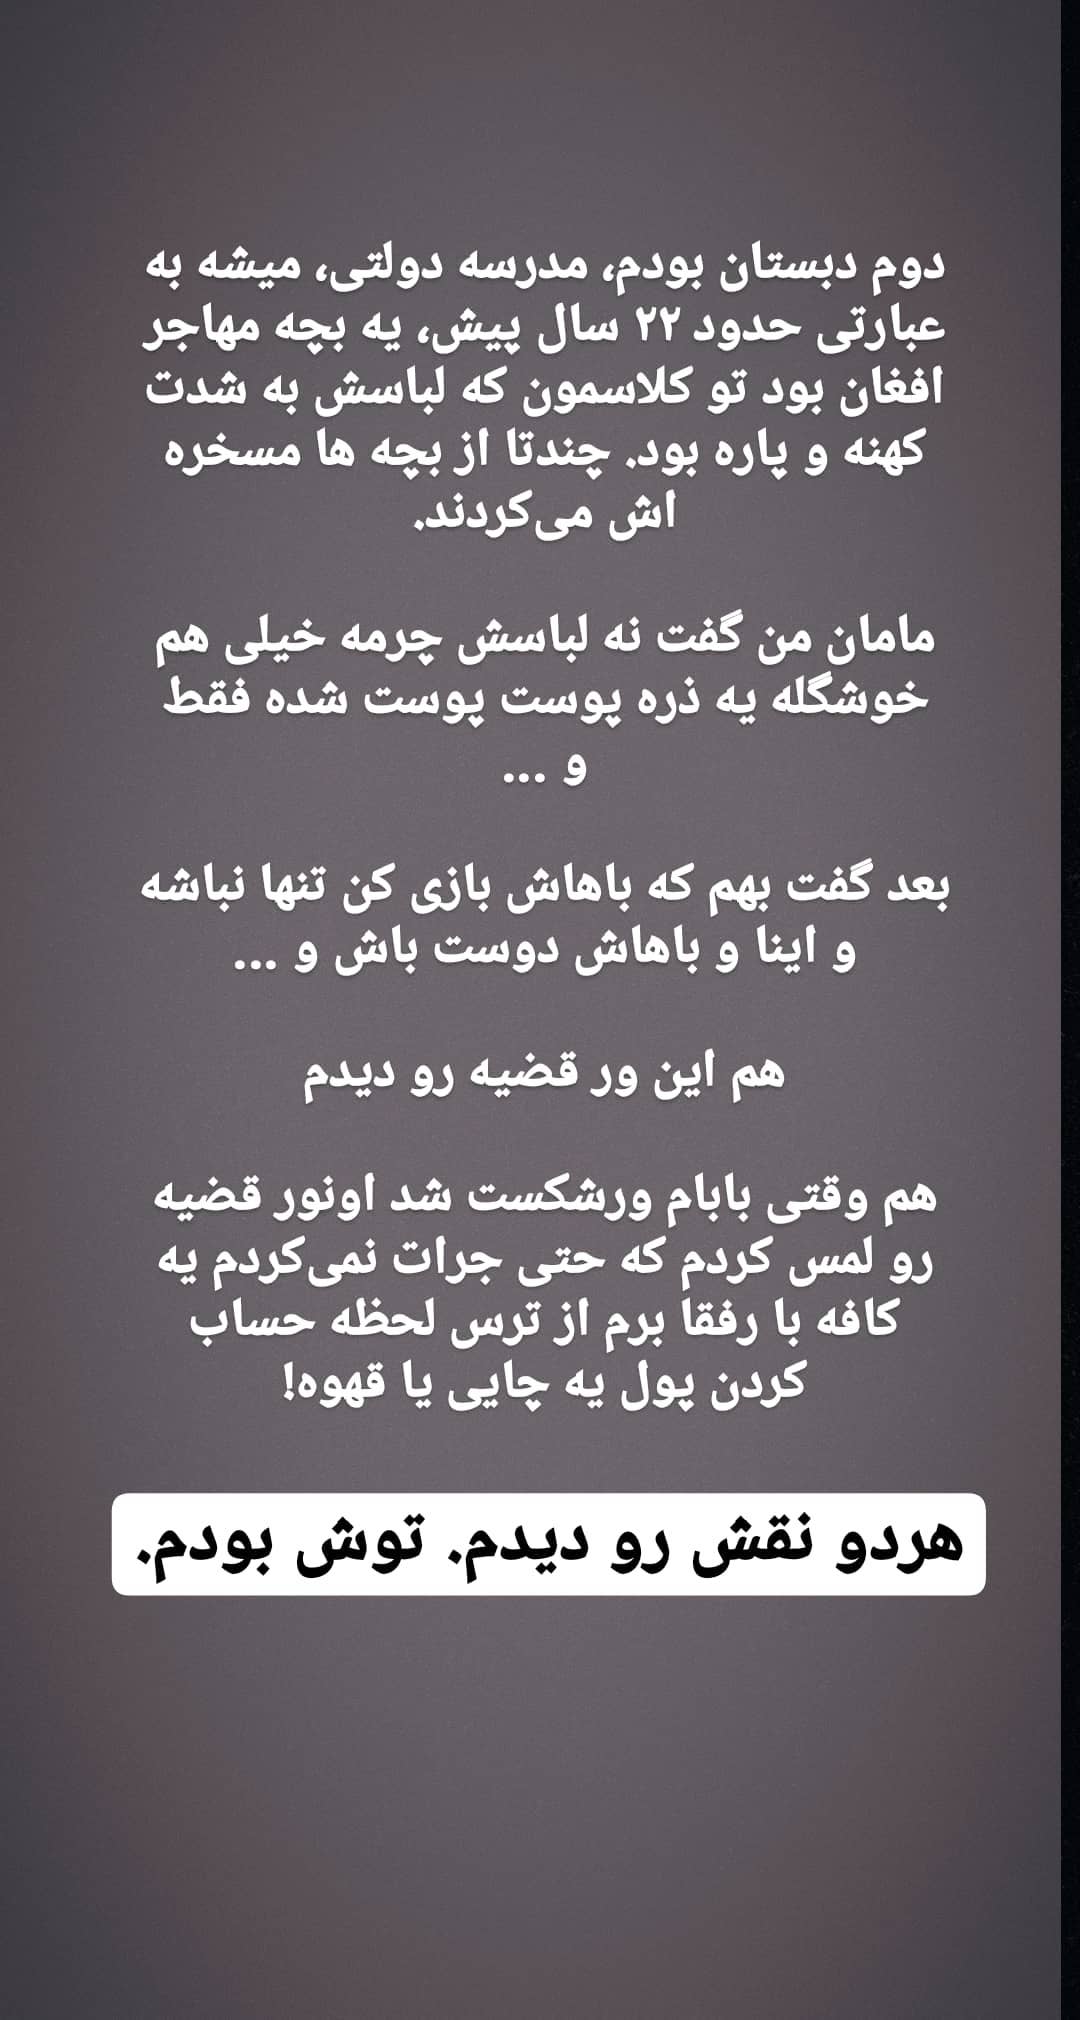 دوم دبستان بودم، مدرسه دولتی، میشه به
عبارتی حدود ۲۲ سال پیش، یه بچه مهاجر
افغان بود تو کلاسمون که لباسش به شدت
کهنه و پاره بود. چندتا از بچه ها مسخره
اش می‌کردند.
مامان من گفت نه لباسش چرمه خیلی هم
خوشگله یه ذره پوست پوست شده فقط
و ...
بعد گفت بهم که باهاش بازی کن تنها نباشه
و اینا و باهاش دوست باش و ...
هم این ور قضیه رو دیدم
هم وقتی بابام ورشکست شد اونور قضیه
رو لمس کردم که حتی جرات نمی‌کردم یه
کافه با رفقا برم از ترس لحظه حساب
کردن پول یه چایی یا قهوه!
هردو نقش رو دیدم. توش بودم.